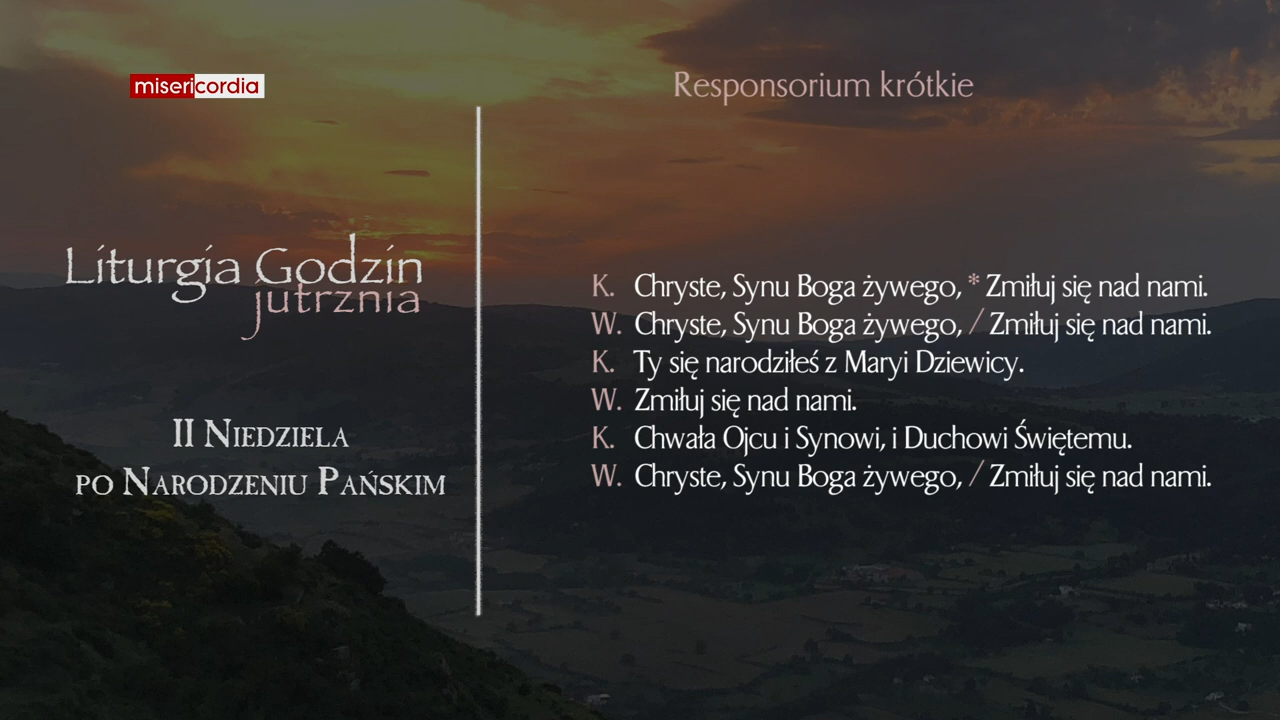 misericordia
Liturgia Godzin
jutrznia
II Niedziela
po Narodzeniu Pańskim
Responsorium krótkie
K. Chryste, Synu Boga żywego, * Zmiłuj się nad nami.
W. Chryste, Synu Boga żywego, / Zmiłuj się nad nami.
K. Ty się narodziłeś z Maryi Dziewicy.
W. Zmiłuj się nad nami.
K. Chwała Ojcu i Synowi, i Duchowi Świętemu.
W. Chryste, Synu Boga żywego, / Zmiłuj się nad nami.